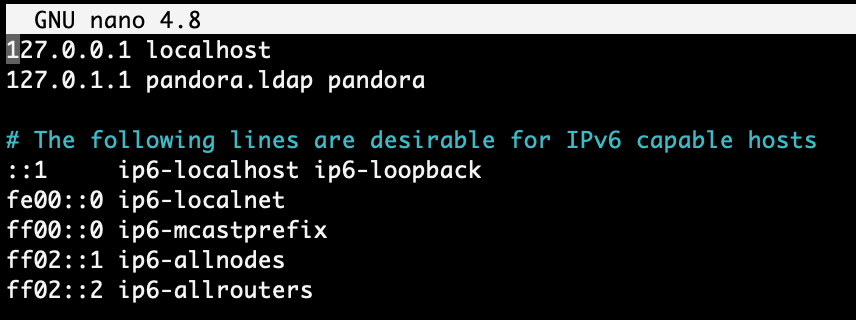 GNU nano 4.8
127.0.0.1 localhost
127.0.1.1 pandora.ldap pandora
# The following lines are desirable for IPv6 capable hosts
::1     ip6-localhost ip6-loopback
fe00::0 ip6-localnet
ff00::0 ip6-mcastprefix
ff02::1 ip6-allnodes
ff02::2 ip6-allrouters